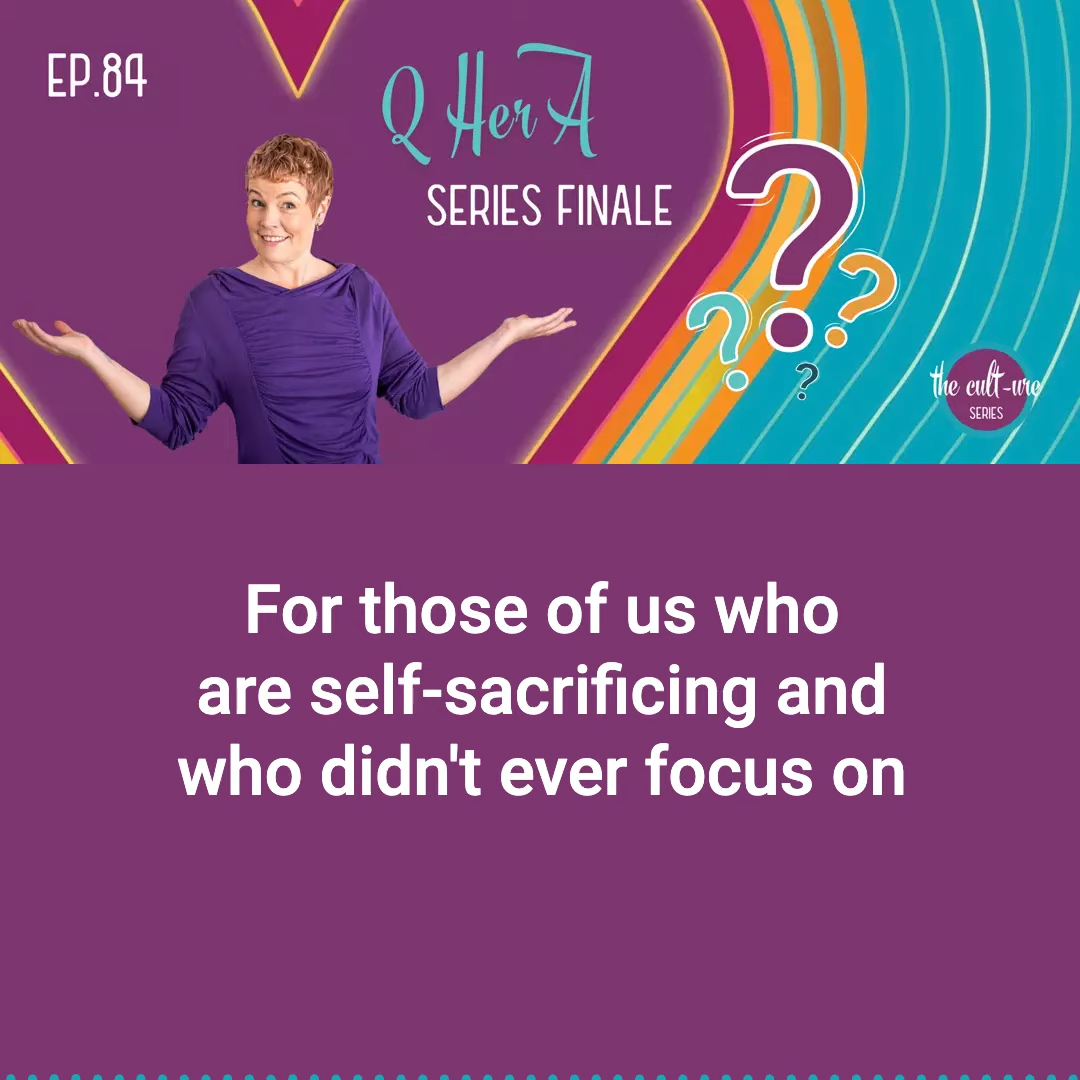 EP.84
Q Her A
SERIES FINALE
?
?
?
?
the cult-ure
SERIES
For those of us who
are self-sacrificing and
who didn't ever focus on